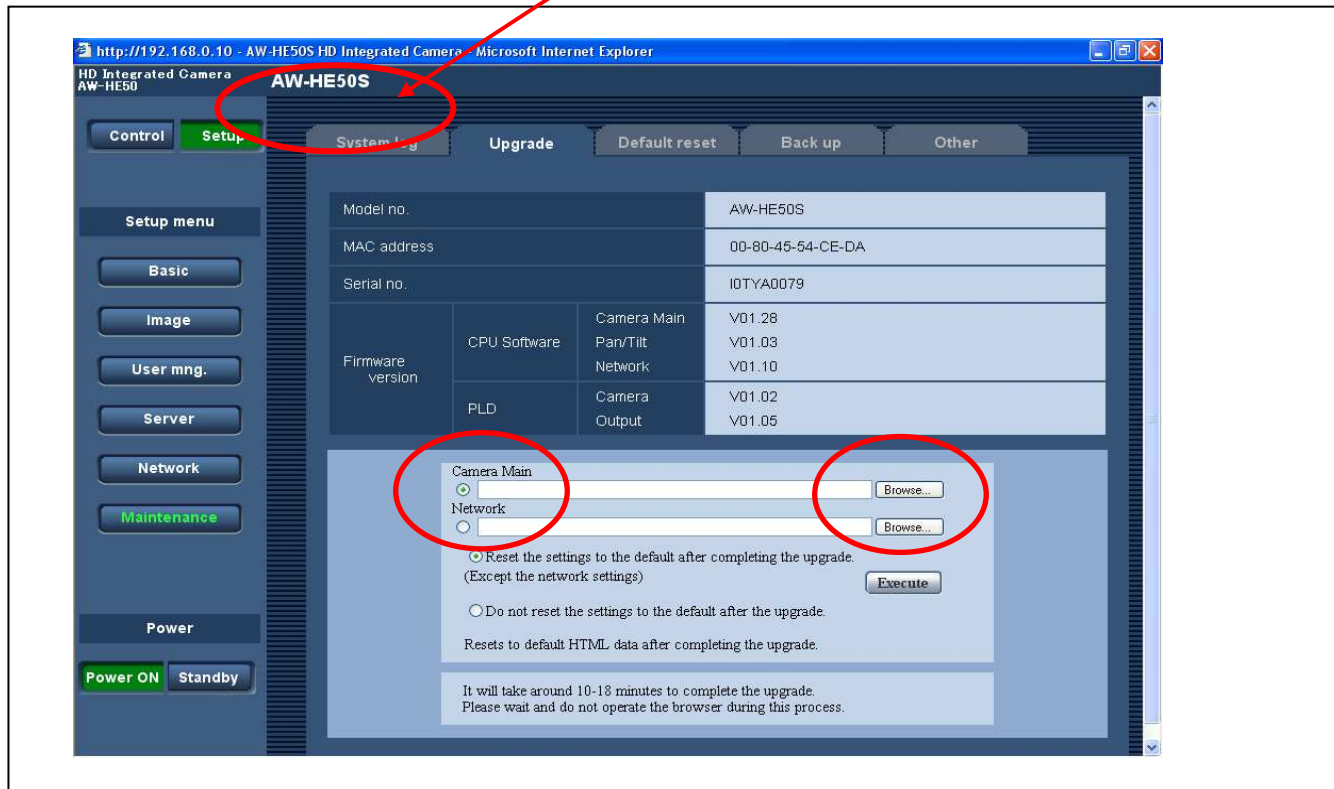 http://192.168.0.10 - AW-HE50S HD Integrated Camera - Microsoft Internet Explorer
HD Integrated Camera
AW-HE50
AW-HE50S
Control Setup
System log Upgrade Default reset Back up Other
Setup menu
Basic
Image
User mng.
Server
Network
Maintenance
Power
Power ON Standby
Model no. AW-HE50S
MAC address 00-80-45-54-CE-DA
Serial no. I0TYA0079
Firmware version
CPU Software
Camera Main V01.28
Pan/Tilt V01.03
Network V01.10
PLD
Camera V01.02
Output V01.05
Camera Main
Browse...
Network
Browse...
Reset the settings to the default after completing the upgrade.
(Except the network settings)
Execute
Do not reset the settings to the default after the upgrade.
Resets to default HTML data after completing the upgrade.
It will take around 10-18 minutes to complete the upgrade.
Please wait and do not operate the browser during this process.